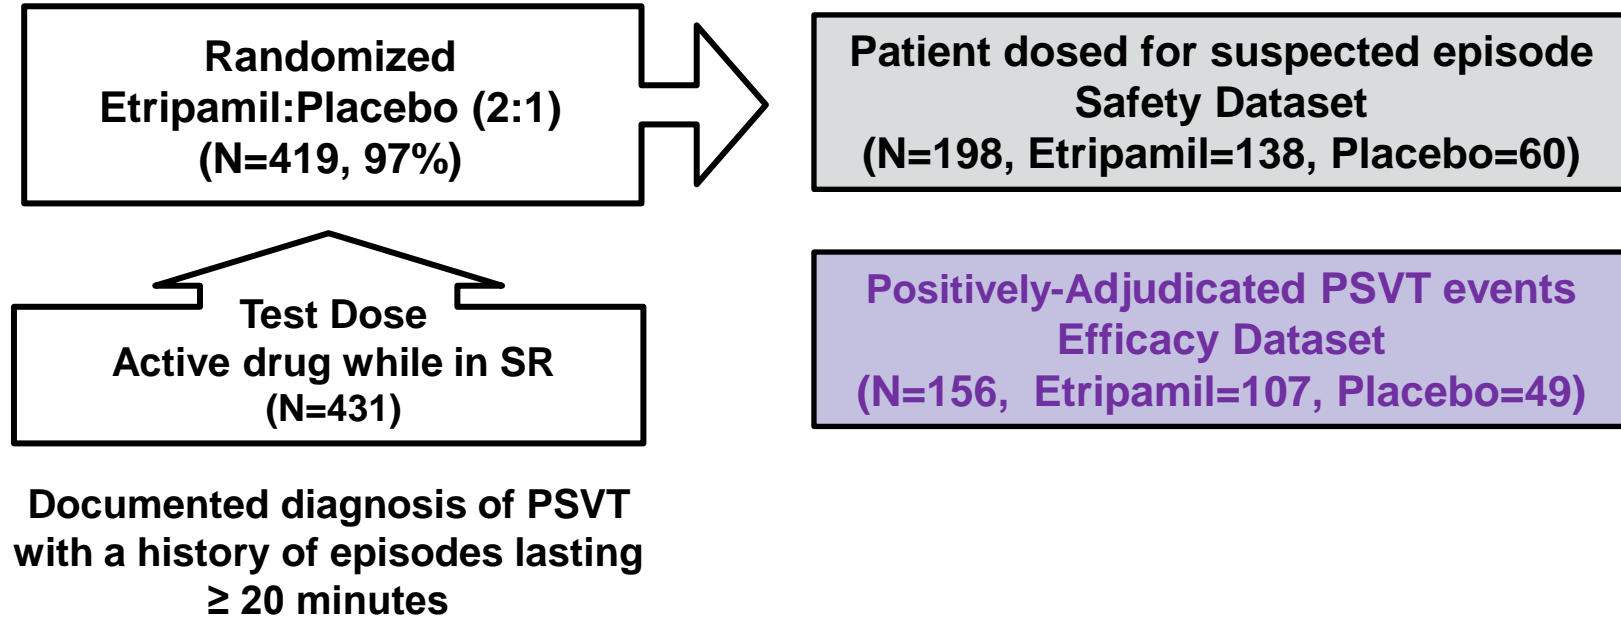 Randomized
Etripamil:Placebo (2:1)
(N=419, 97%)
Patient dosed for suspected episode
Safety Dataset
(N=198, Etripamil=138, Placebo=60)
Test Dose
Active drug while in SR
(N=431)
Positively-Adjudicated PSVT events
Efficacy Dataset
(N=156, Etripamil=107, Placebo=49)
Documented diagnosis of PSVT
with a history of episodes lasting
≥ 20 minutes